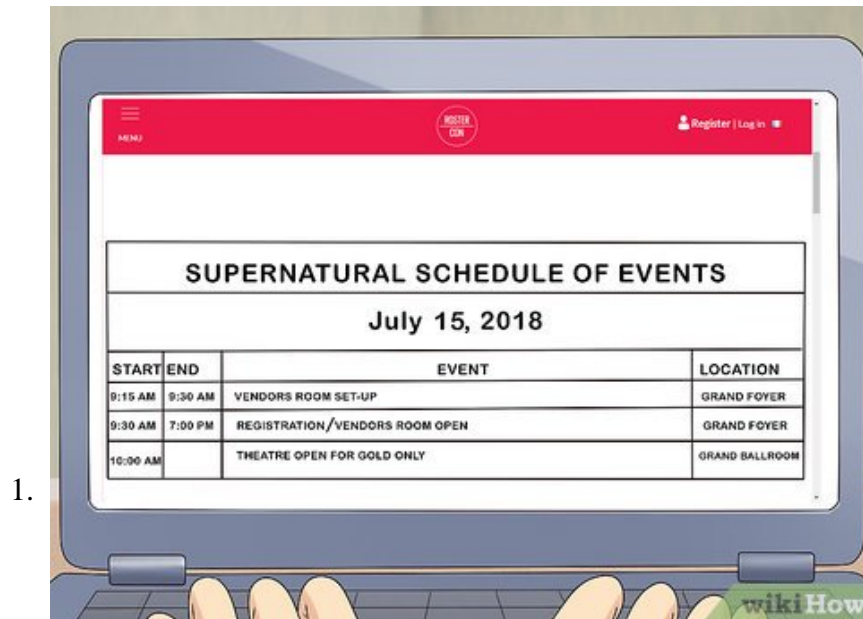 MENU
ROSTER
CON
Register | Log in
SUPERNATURAL SCHEDULE OF EVENTS
July 15, 2018
START END EVENT LOCATION
9:15 AM 9:30 AM VENDORS ROOM SET-UP GRAND FOYER
9:30 AM 7:00 PM REGISTRATION/VENDORS ROOM OPEN GRAND FOYER
10:00 AM THEATRE OPEN FOR GOLD ONLY GRAND BALLROOM
1.
wikiHow